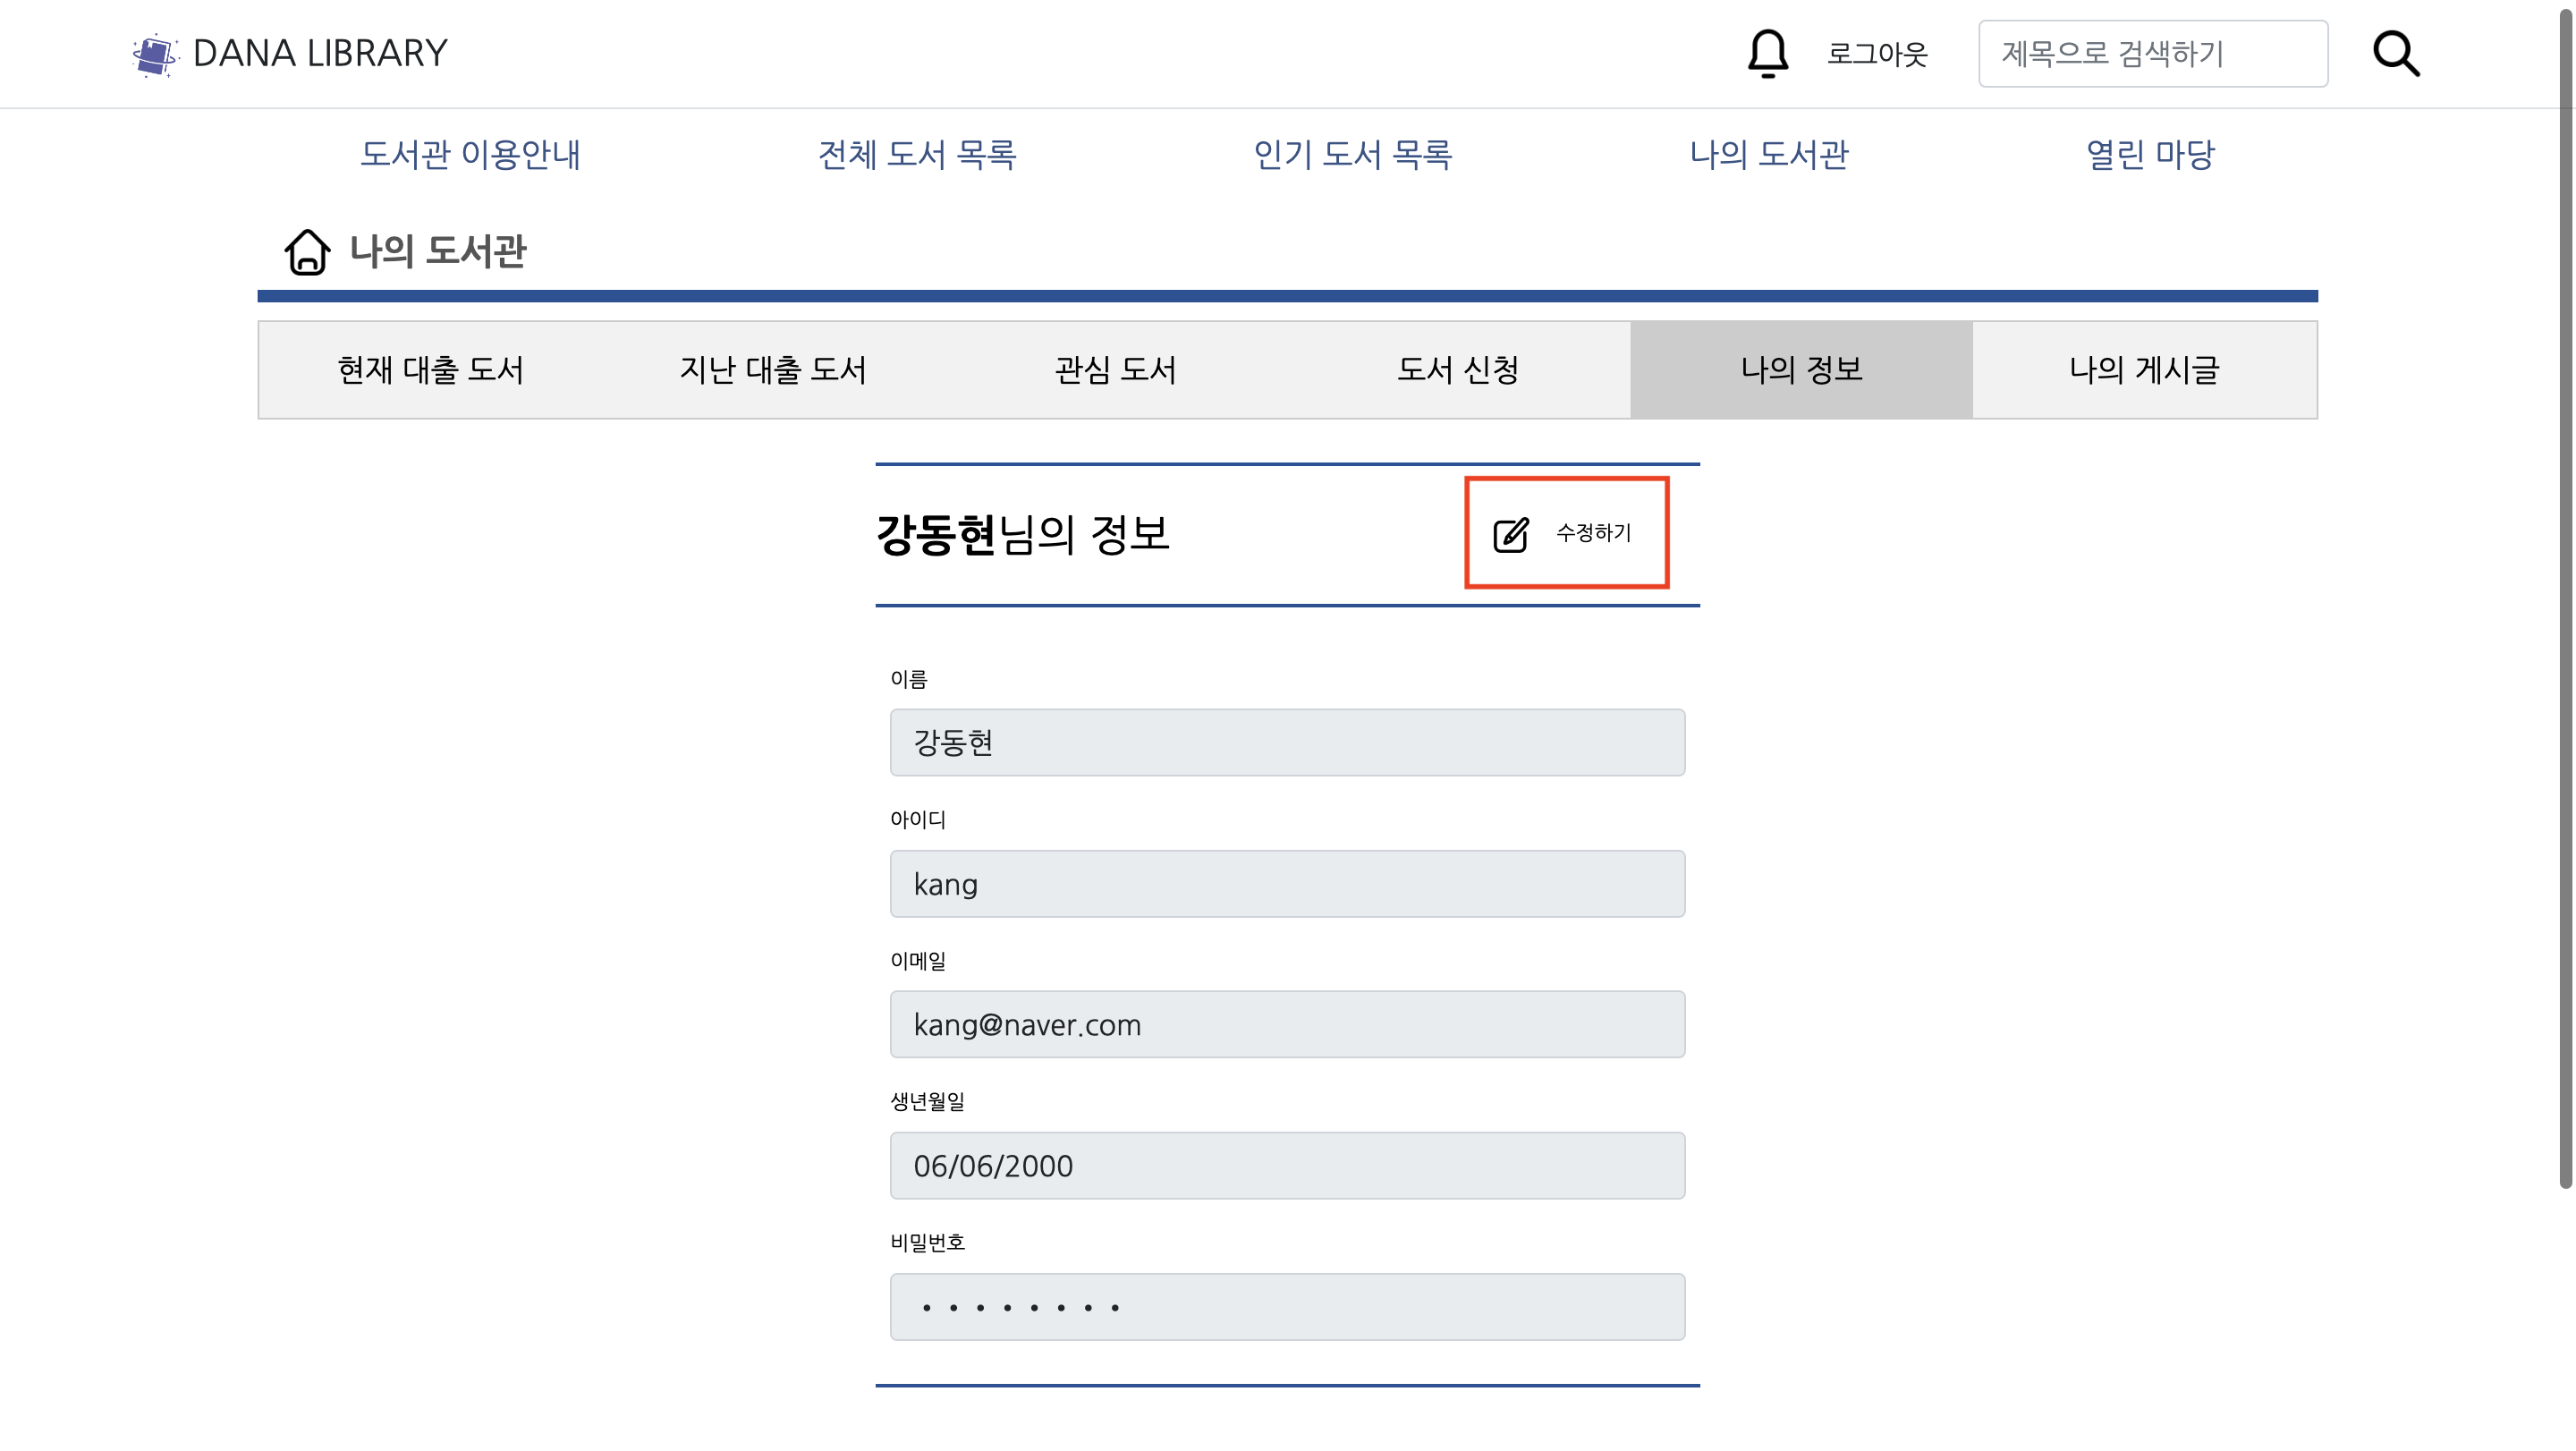 DANA LIBRARY
로그아웃
제목으로 검색하기
도서관 이용안내 전체 도서 목록 인기 도서 목록 나의 도서관 열린 마당
나의 도서관
현재 대출 도서 지난 대출 도서 관심 도서 도서 신청 나의 정보 나의 게시글
강동현님의 정보
수정하기
이름
강동현
아이디
kang
이메일
kang@naver.com
생년월일
06/06/2000
비밀번호
••••••••